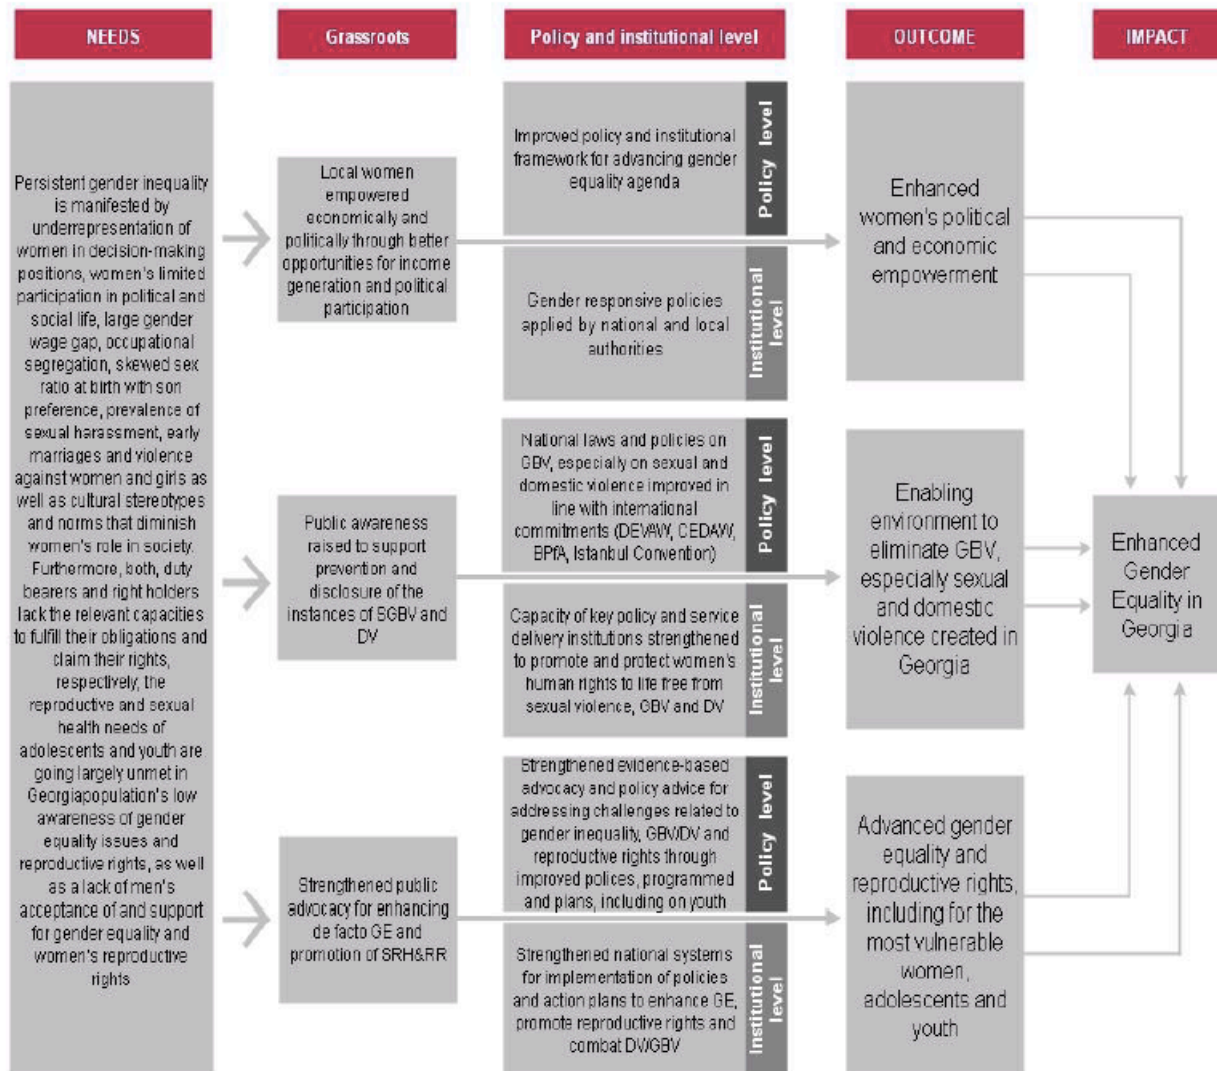 NEEDS
Grassroots
Policy and institutional level
OUTCOME
IMPACT
Persistent gender inequality
is manifested by
underrepresentation of
women in decision-making
positions, women's limited
participation in political and
social life, large gender
wage gap, occupational
segregation, skewed sex
ratio at birth with son
preference, prevalence of
sexual harassment, early
marriages and violence
against women and girls as
well as cultural stereotypes
and norms that diminish
women's role in society.
Furthermore, both, duty
bearers and right holders
lack the relevant capacities
to fulfill their obligations and
claim their rights,
respectively, the
reproductive and sexual
health needs of
adolescents and youth are
going largely unmet in
Georgiapopulation's low
awareness of gender
equality issues and
reproductive rights, as well
as a lack of men's
acceptance of and support
for gender equality and
women's reproductive
rights
Local women
empowered
economically and
politically through better
opportunities for income
generation and political
participation
Improved policy and institutional
framework for advancing gender
equality agenda
Policy level
Gender responsive policies
applied by national and local
authorities
Institutional
level
Enhanced
women's political
and economic
empowerment
Public awareness
raised to support
prevention and
disclosure of the
instances of SGBV and
DV
National laws and policies on
GBV, especially on sexual and
domestic violence improved in
line with international
commitments (DEVAW, CEDAW,
BPfA, Istanbul Convention)
Policy level
Capacity of key policy and service
delivery institutions strengthened
to promote and protect women's
human rights to life free from
sexual violence, GBV and DV
Institutional
level
Enabling
environment to
eliminate GBV,
especially sexual
and domestic
violence created in
Georgia
Strengthened public
advocacy for enhancing
de facto GE and
promotion of SRH&RR
Strengthened evidence-based
advocacy and policy advice for
addressing challenges related to
gender inequality, GBV/DV and
reproductive rights through
improved polices, programmed
and plans, including on youth
Policy level
Strengthened national systems
for implementation of policies
and action plans to enhance GE,
promote reproductive rights and
combat DV/GBV
Institutional
level
Advanced gender
equality and
reproductive rights,
including for the
most vulnerable
women,
adolescents and
youth
Enhanced
Gender
Equality in
Georgia